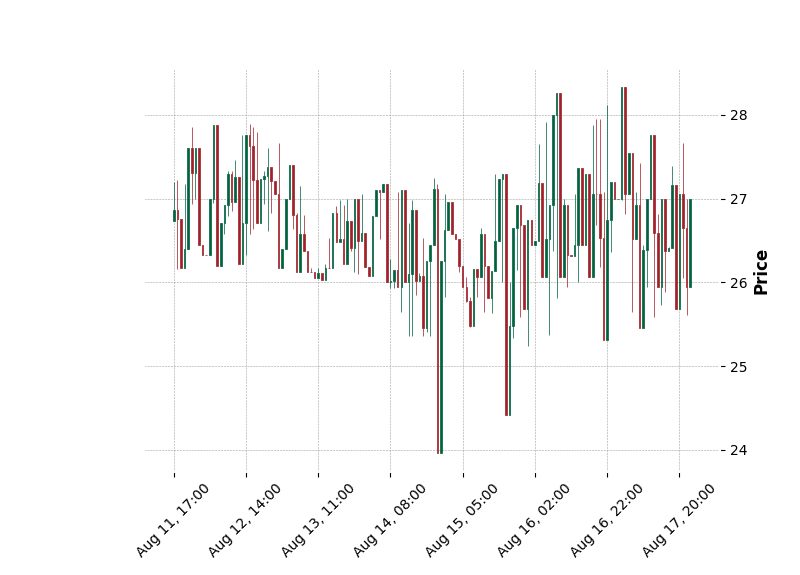 28
27
26
25
24
Price
Aug 11, 17:00
Aug 12, 14:00
Aug 13, 11:00
Aug 14, 08:00
Aug 15, 05:00
Aug 16, 02:00
Aug 16, 22:00
Aug 17, 20:00